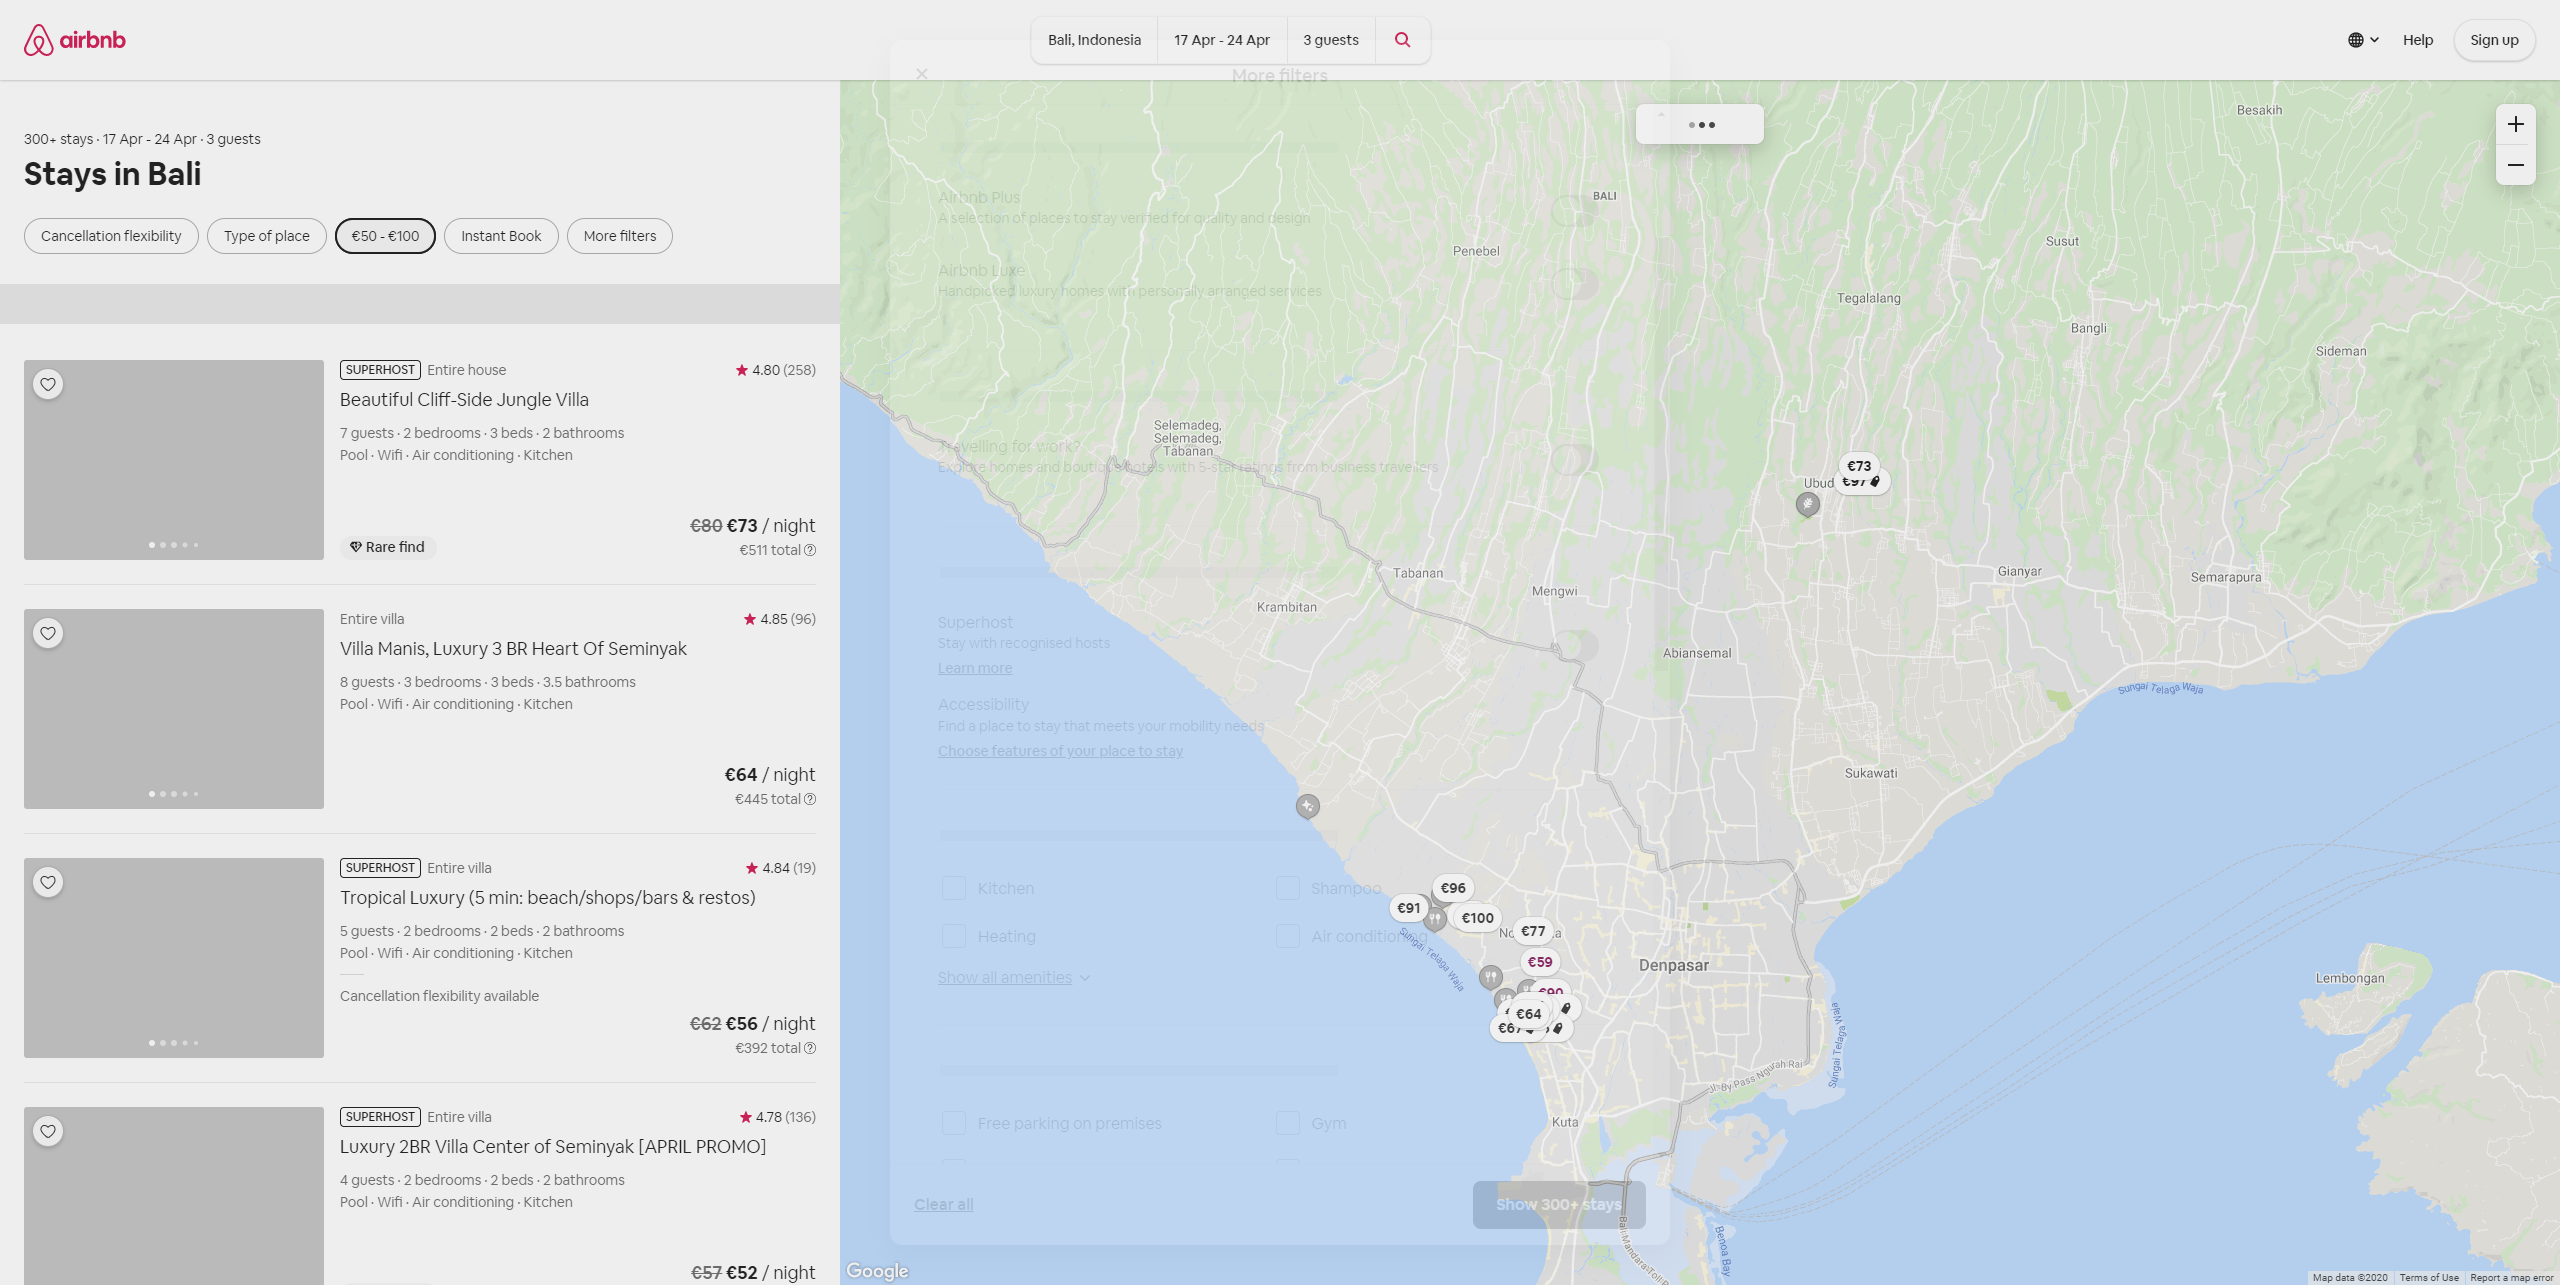 airbnb
Bali, Indonesia
17 Apr - 24 Apr
3 guests
Help
Sign up
300+ stays · 17 Apr - 24 Apr · 3 guests
Stays in Bali
Cancellation flexibility
Type of place
€50 - €100
Instant Book
More filters
SUPERHOST Entire house
4.80 (258)
Beautiful Cliff-Side Jungle Villa
7 guests · 2 bedrooms · 3 beds · 2 bathrooms
Pool · Wifi · Air conditioning · Kitchen
€80 €73 / night
Rare find
€511 total
Entire villa
4.85 (96)
Villa Manis, Luxury 3 BR Heart Of Seminyak
8 guests · 3 bedrooms · 3 beds · 3.5 bathrooms
Pool · Wifi · Air conditioning · Kitchen
€64 / night
€445 total
SUPERHOST Entire villa
4.84 (19)
Tropical Luxury (5 min: beach/shops/bars & restos)
5 guests · 2 bedrooms · 2 beds · 2 bathrooms
Pool · Wifi · Air conditioning · Kitchen
Cancellation flexibility available
€62 €56 / night
€392 total
SUPERHOST Entire villa
4.78 (136)
Luxury 2BR Villa Center of Seminyak [APRIL PROMO]
4 guests · 2 bedrooms · 2 beds · 2 bathrooms
Pool · Wifi · Air conditioning · Kitchen
€57 €52 / night
More filters
Airbnb Plus
A selection of places to stay verified for quality and design
Airbnb Luxe
Handpicked luxury homes with personally arranged services
Travelling for work?
Explore homes and boutique hotels with 5-star ratings from business travellers
Superhost
Stay with recognised hosts
Learn more
Accessibility
Find a place to stay that meets your mobility needs
Choose features of your place to stay
Kitchen
Shampoo
Heating
Air conditioning
Show all amenities
Free parking on premises
Gym
Clear all
Show 300+ stays
Besakih
BALI
Susut
Penebel
Tegalalang
Bangli
Sideman
Selemadeg,
Selemadeg,
Tabanan
€73
Ubud
€97
Tabanan
Gianyar
Semarapura
Mengwi
Krambitan
Abiansemal
Sungai Telaga Waja
Sukawati
€96
€91
€100
€77
Sungai Telaga Waja
€59
Denpasar
Lembongan
€90
€64
€67
Sungai Telaga Waja
Jl. By Pass Ngurah Rai
Kuta
Bali Mandara Toll R
Benoa Bay
Google
Map data ©2020
Terms of Use
Report a map error